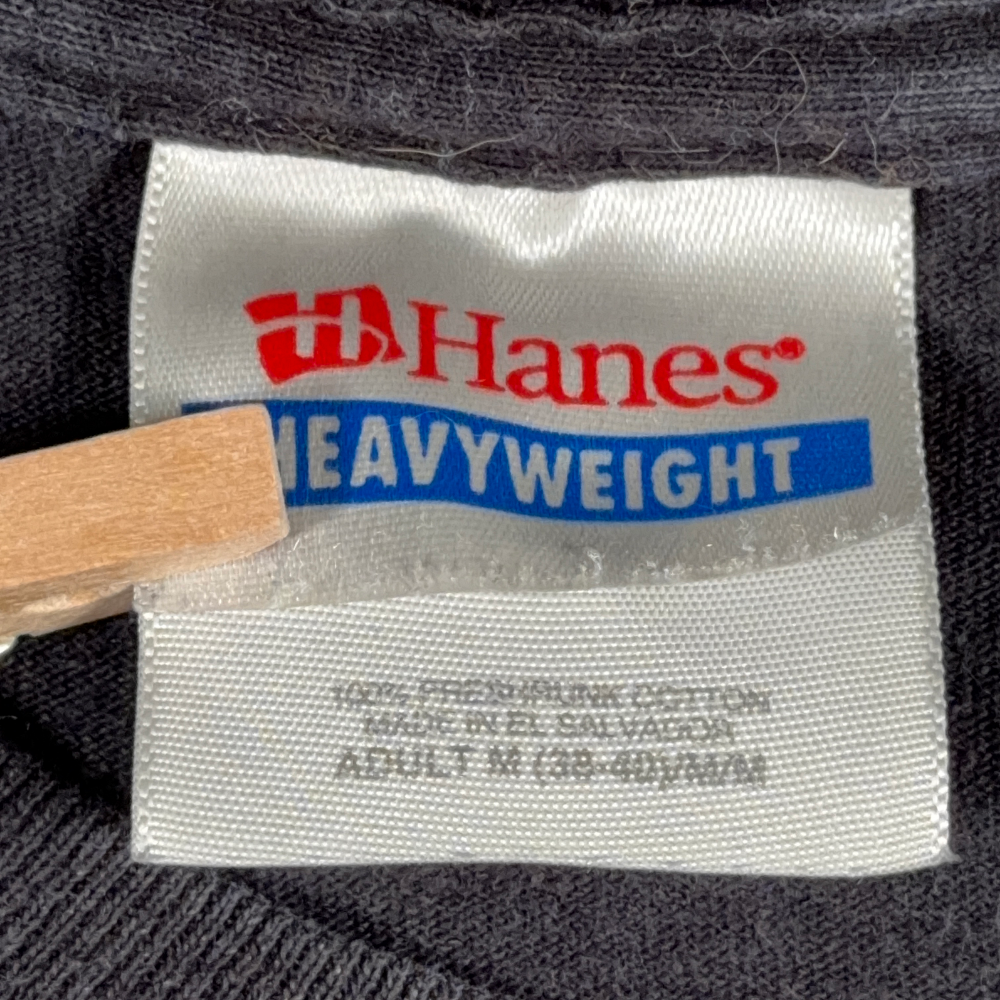 Hanes®
HEAVYWEIGHT
100% PRESHRUNK COTTON
MADE IN EL SALVADOR
ADULT M (38-40)/M/M